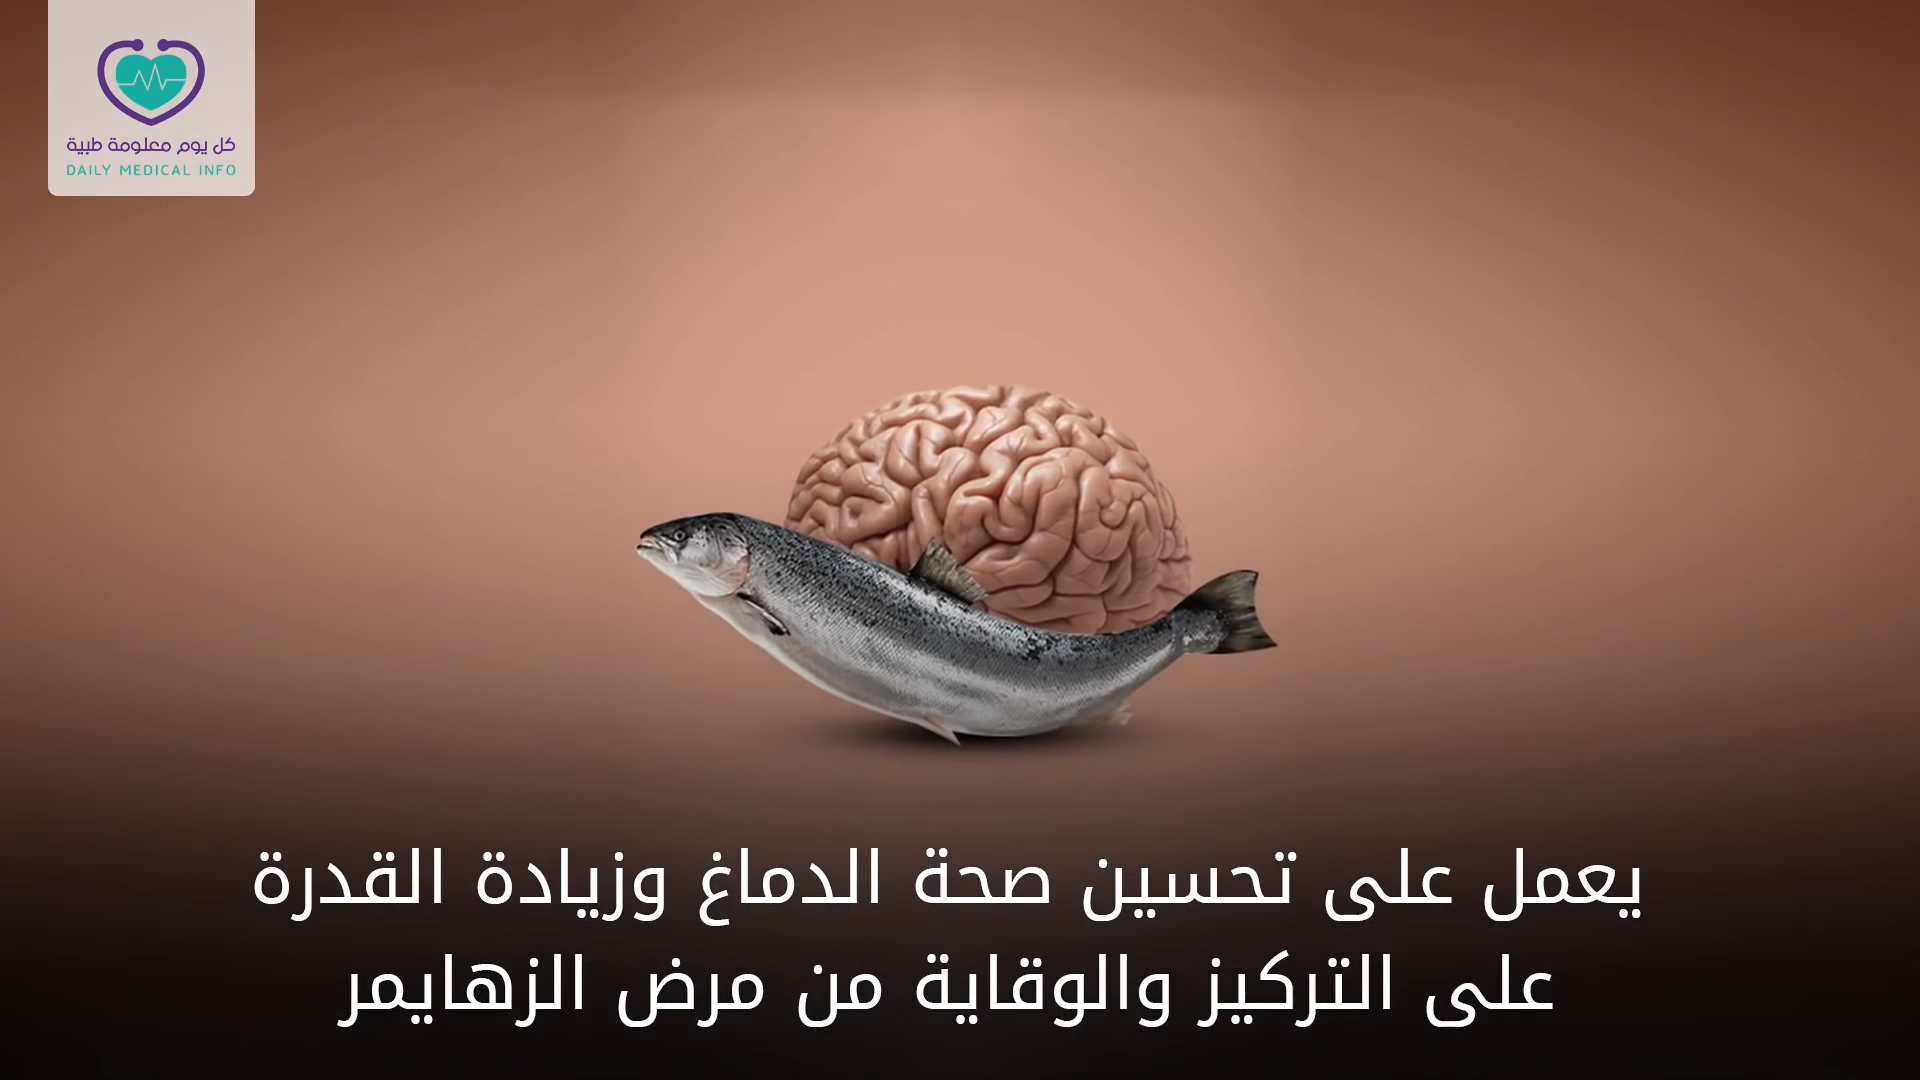 كل يوم معلومة طبية
DAILY MEDICAL INFO
يعمل على تحسين صحة الدماغ وزيادة القدرة
على التركيز والوقاية من مرض الزهايمر